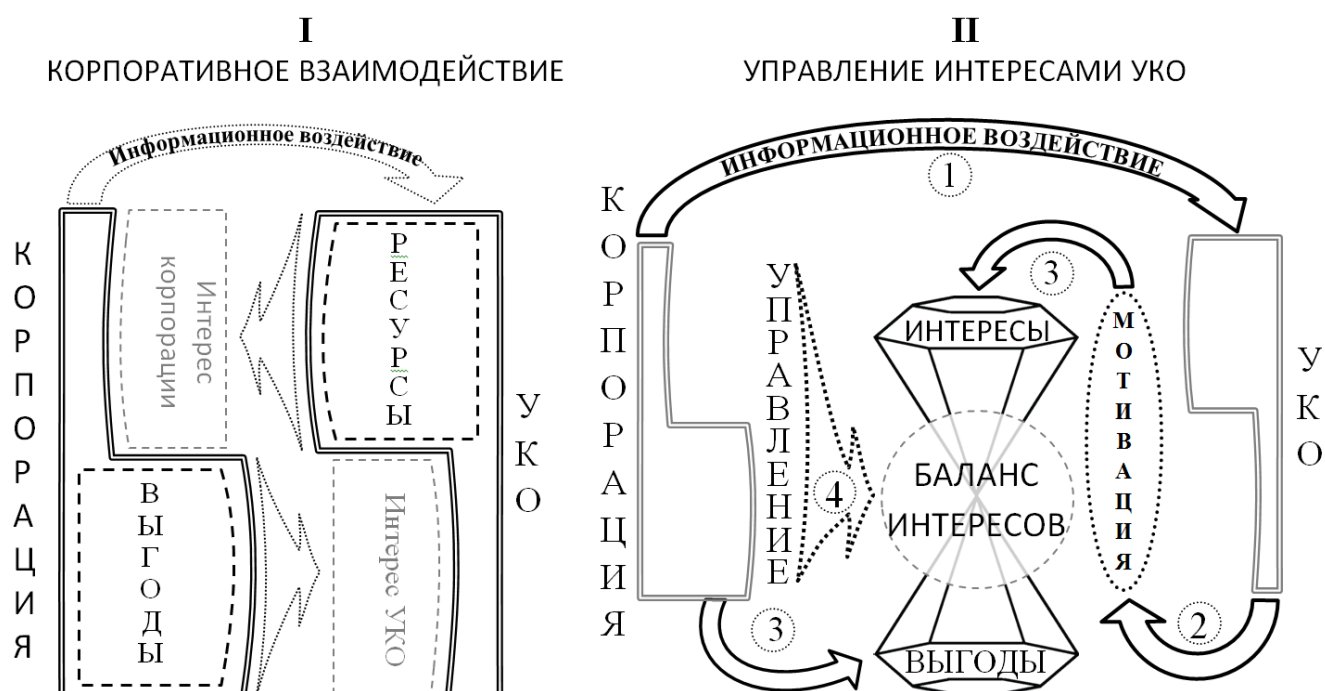 I
КОРПОРАТИВНОЕ ВЗАИМОДЕЙСТВИЕ
Информационное воздействие
КОРПОРАЦИЯ
Интерес
корпорации
РЕСУРСЫ
ВЫГОДЫ
Интерес УКО
УКО
II
УПРАВЛЕНИЕ ИНТЕРЕСАМИ УКО
ИНФОРМАЦИОННОЕ ВОЗДЕЙСТВИЕ
1
КОРПОРАЦИЯ
УПРАВЛЕНИЕ
4
3
ИНТЕРЕСЫ
БАЛАНС
ИНТЕРЕСОВ
ВЫГОДЫ
МОТИВАЦИЯ
3
2
УКО